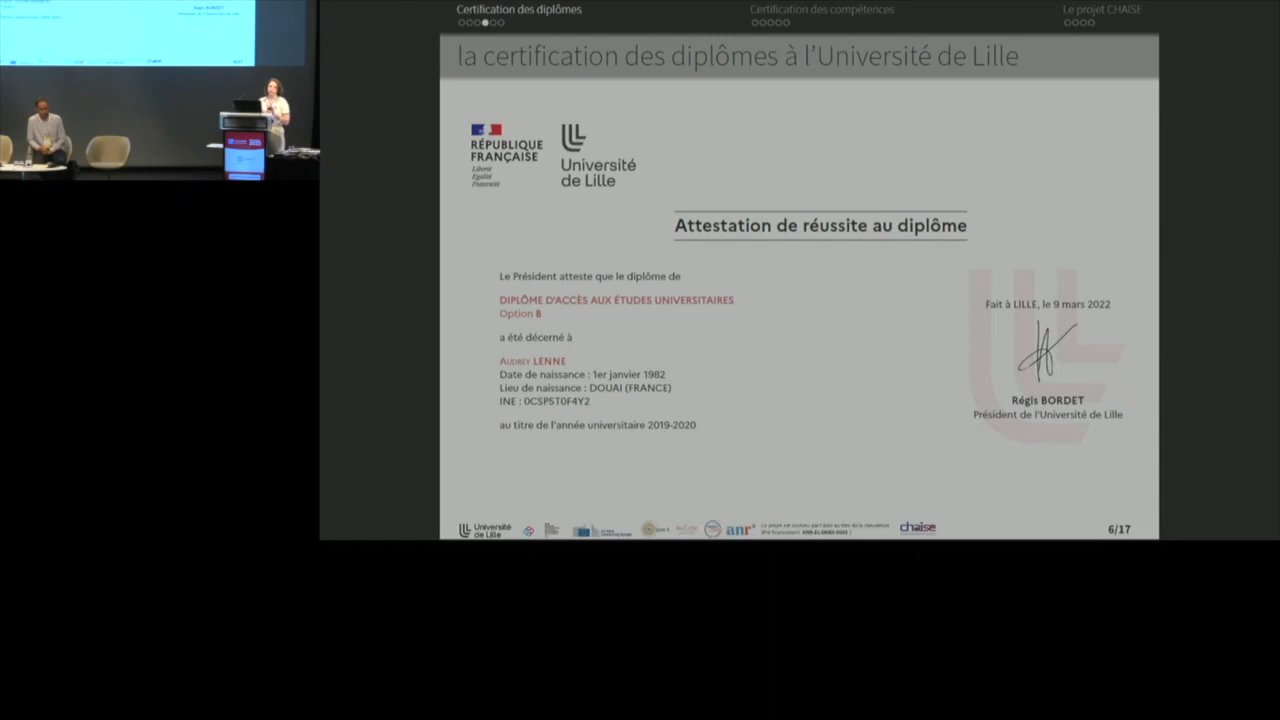 Certification des diplômes
Certification des compétences
Le projet CHAISE
la certification des diplômes à l'Université de Lille
RÉPUBLIQUE
FRANÇAISE
Liberté
Égalité
Fraternité
Université
de Lille
Attestation de réussite au diplôme
Le Président atteste que le diplôme de
DIPLÔME D'ACCÈS AUX ÉTUDES UNIVERSITAIRES
Option B
a été décerné à
Audrey LENNE
Date de naissance : 1er janvier 1982
Lieu de naissance : DOUAI (FRANCE)
INE : 0CSPST0F4Y2
au titre de l'année universitaire 2019-2020
Fait à LILLE, le 9 mars 2022
Régis BORDET
Président de l'Université de Lille
Université
de Lille
anr
chaise
6/17